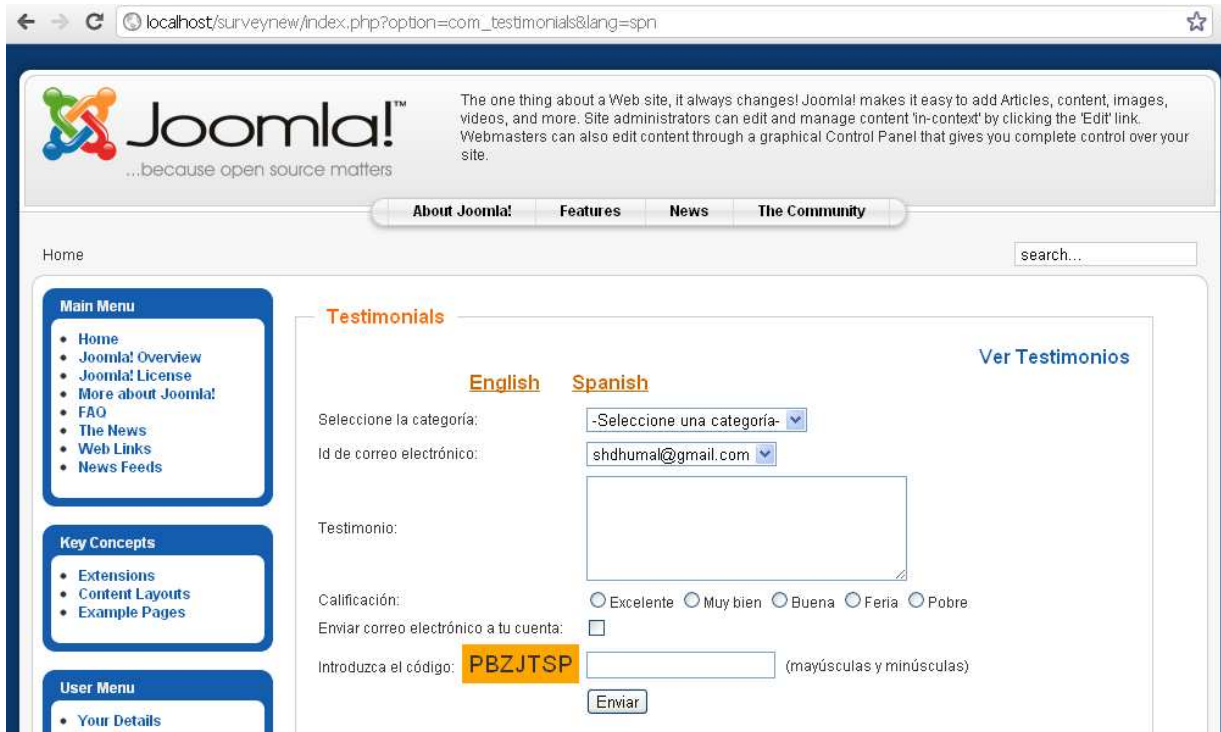 localhost/surveynew/index.php?option=com_testimonials&lang=spn
Joomla!™
...because open source matters
The one thing about a Web site, it always changes! Joomla! makes it easy to add Articles, content, images,
videos, and more. Site administrators can edit and manage content 'in-context' by clicking the 'Edit' link.
Webmasters can also edit content through a graphical Control Panel that gives you complete control over your
site.
About Joomla! Features News The Community
Home
search...
Main Menu
Home
Joomla! Overview
Joomla! License
More about Joomla!
FAQ
The News
Web Links
News Feeds
Key Concepts
Extensions
Content Layouts
Example Pages
User Menu
Your Details
Testimonials
Ver Testimonios
English Spanish
Seleccione la categoría: -Seleccione una categoría-
Id de correo electrónico: shdhumal@gmail.com
Testimonio:
Calificación: Excelente Muy bien Buena Feria Pobre
Enviar correo electrónico a tu cuenta:
Introduzca el código: PBZJTSP (mayúsculas y minúsculas)
Enviar